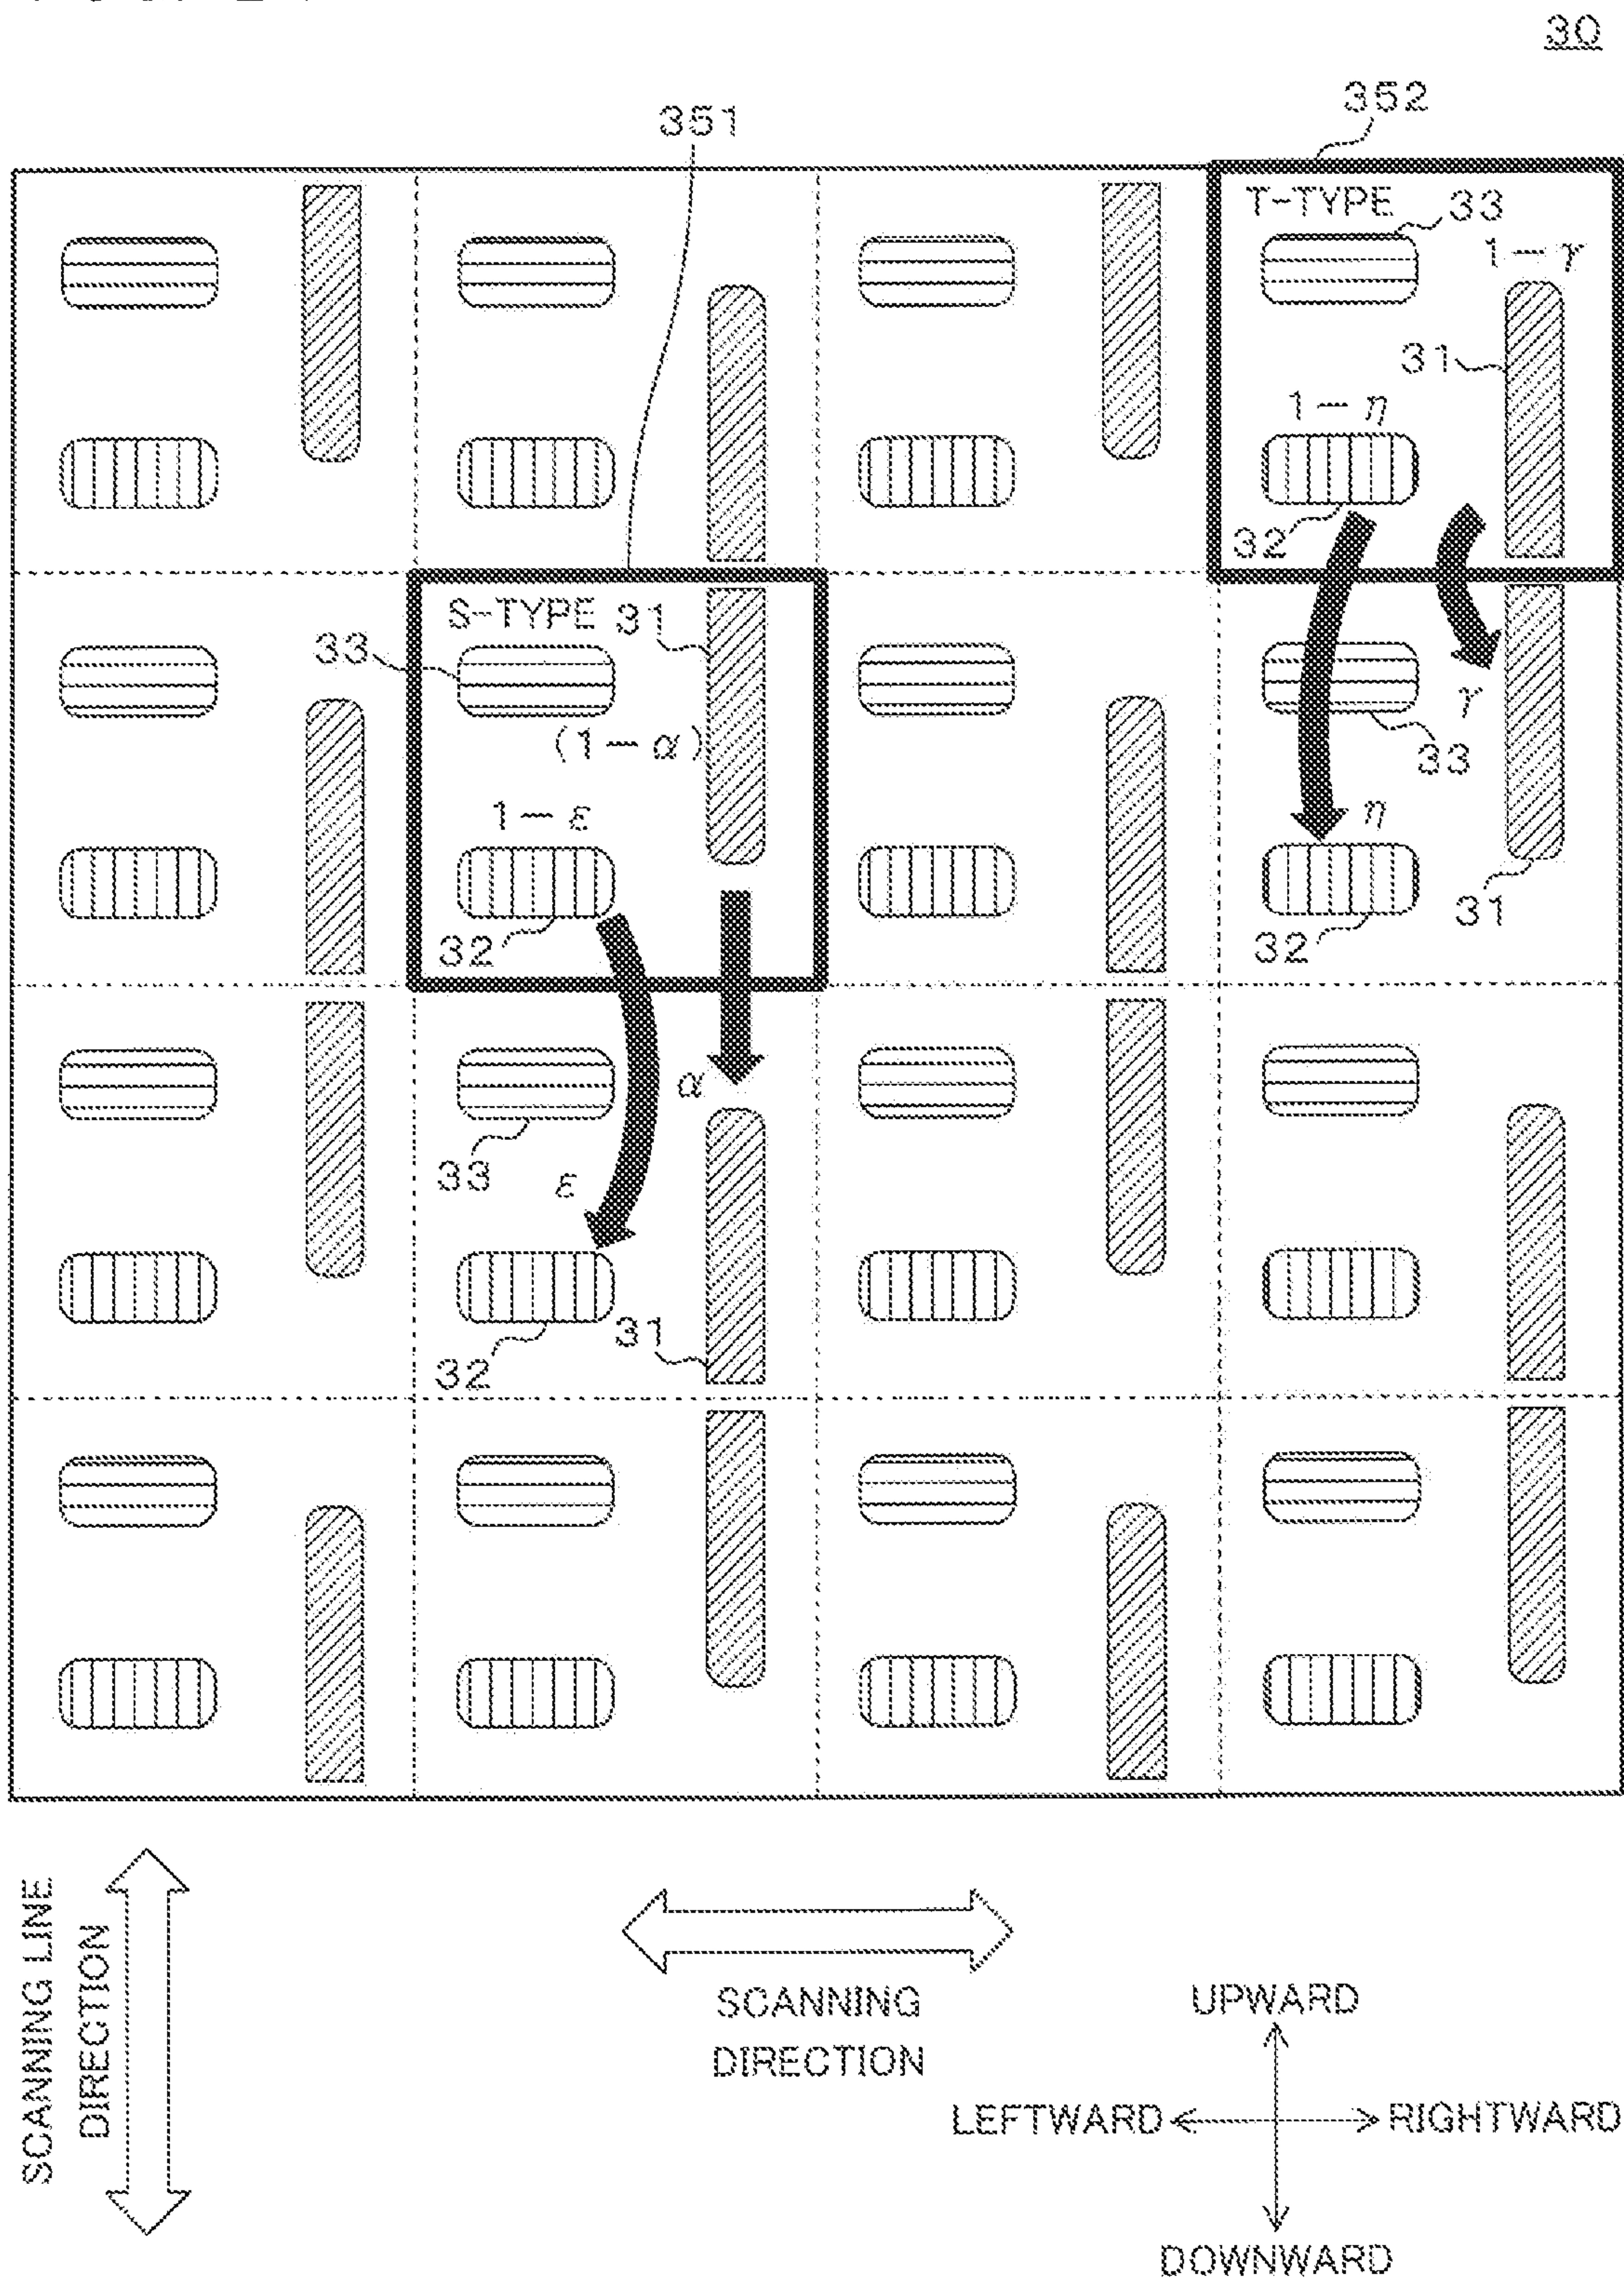 30
351
352
T-TYPE
33
1-γ
31
1-η
32
S-TYPE
31
33
(1-α)
1-ε
32
γ
33
η
31
32
α
33
ε
31
32
SCANNING LINE
DIRECTION
SCANNING
DIRECTION
UPWARD
LEFTWARD
RIGHTWARD
DOWNWARD